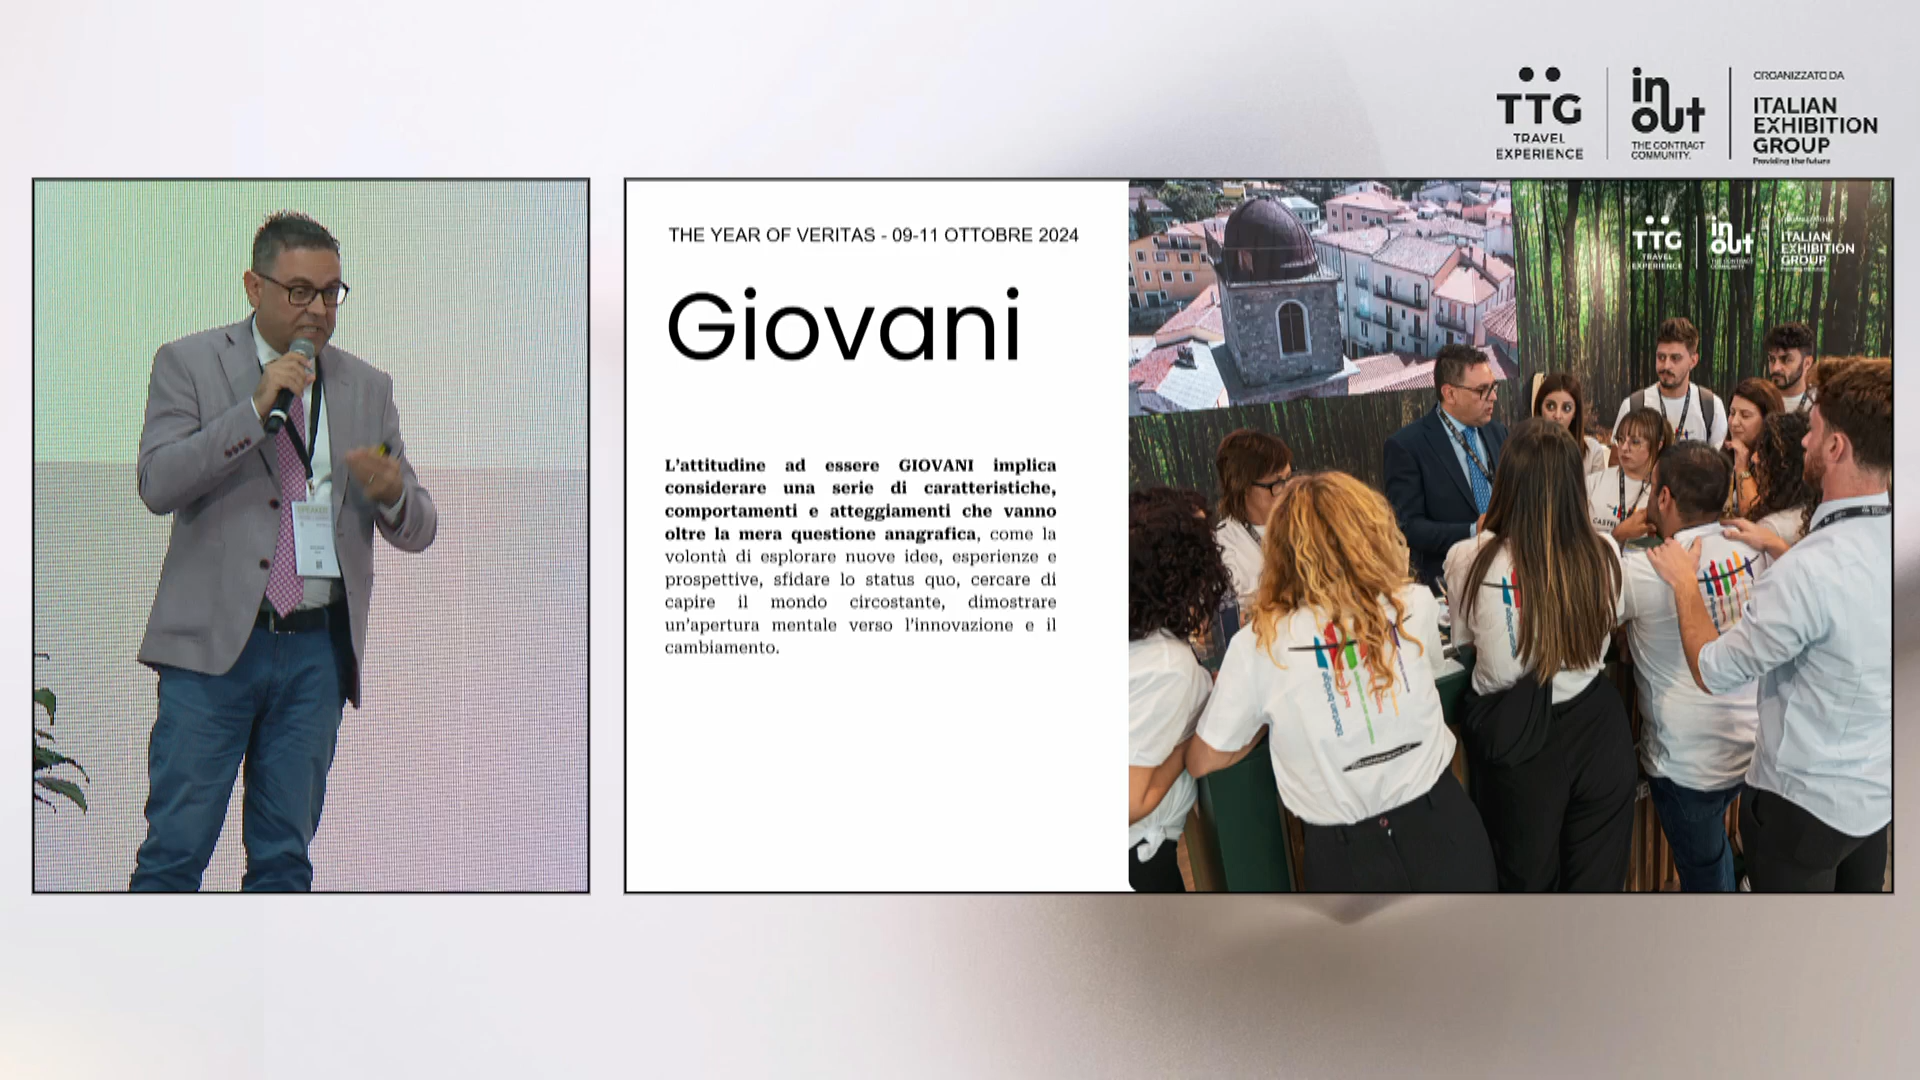 TTG
TRAVEL
EXPERIENCE
in
out
THE CONTRACT
COMMUNITY.
ORGANIZZATO DA
ITALIAN
EXHIBITION
GROUP
Providing the future
THE YEAR OF VERITAS - 09-11 OTTOBRE 2024
Giovani
L'attitudine ad essere GIOVANI implica
considerare una serie di caratteristiche,
comportamenti e atteggiamenti che vanno
oltre la mera questione anagrafica, come la
volontà di esplorare nuove idee, esperienze e
prospettive, sfidare lo status quo, cercare di
capire il mondo circostante, dimostrare
un'apertura mentale verso l'innovazione e il
cambiamento.
TTG
TRAVEL
EXPERIENCE
in
out
ITALIAN
EXHIBITION
GROUP
SPEAKER